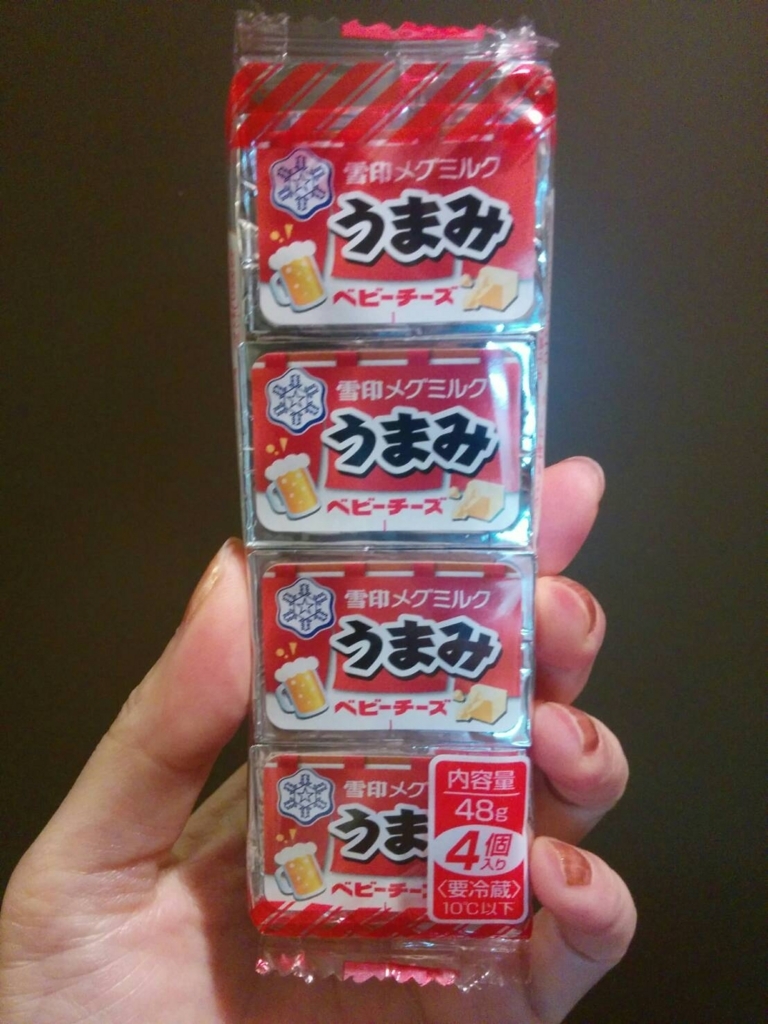 雪印メグミルク
うまみ
ベビーチーズ
雪印メグミルク
うまみ
ベビーチーズ
雪印メグミルク
うまみ
ベビーチーズ
雪印メグ
うま
ベビーチー
内容量
48g
4個
入り
〈要冷蔵〉
10℃以下